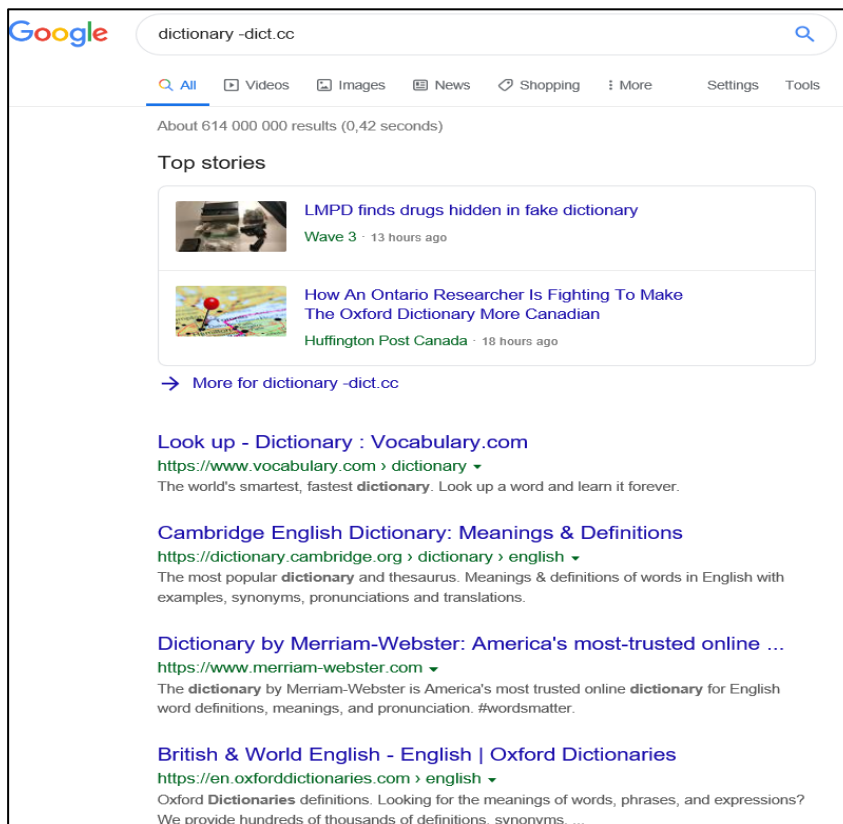 Google
dictionary -dict.cc
All Videos Images News Shopping More Settings Tools
About 614 000 000 results (0,42 seconds)
Top stories
LMPD finds drugs hidden in fake dictionary
Wave 3 · 13 hours ago
How An Ontario Researcher Is Fighting To Make
The Oxford Dictionary More Canadian
Huffington Post Canada · 18 hours ago
→ More for dictionary -dict.cc
Look up - Dictionary : Vocabulary.com
https://www.vocabulary.com › dictionary
The world's smartest, fastest dictionary. Look up a word and learn it forever.
Cambridge English Dictionary: Meanings & Definitions
https://dictionary.cambridge.org › dictionary › english
The most popular dictionary and thesaurus. Meanings & definitions of words in English with
examples, synonyms, pronunciations and translations.
Dictionary by Merriam-Webster: America's most-trusted online ...
https://www.merriam-webster.com
The dictionary by Merriam-Webster is America's most trusted online dictionary for English
word definitions, meanings, and pronunciation. #wordsmatter.
British & World English - English | Oxford Dictionaries
https://en.oxforddictionaries.com › english
Oxford Dictionaries definitions. Looking for the meanings of words, phrases, and expressions?
We provide hundreds of thousands of definitions, synonyms, ...